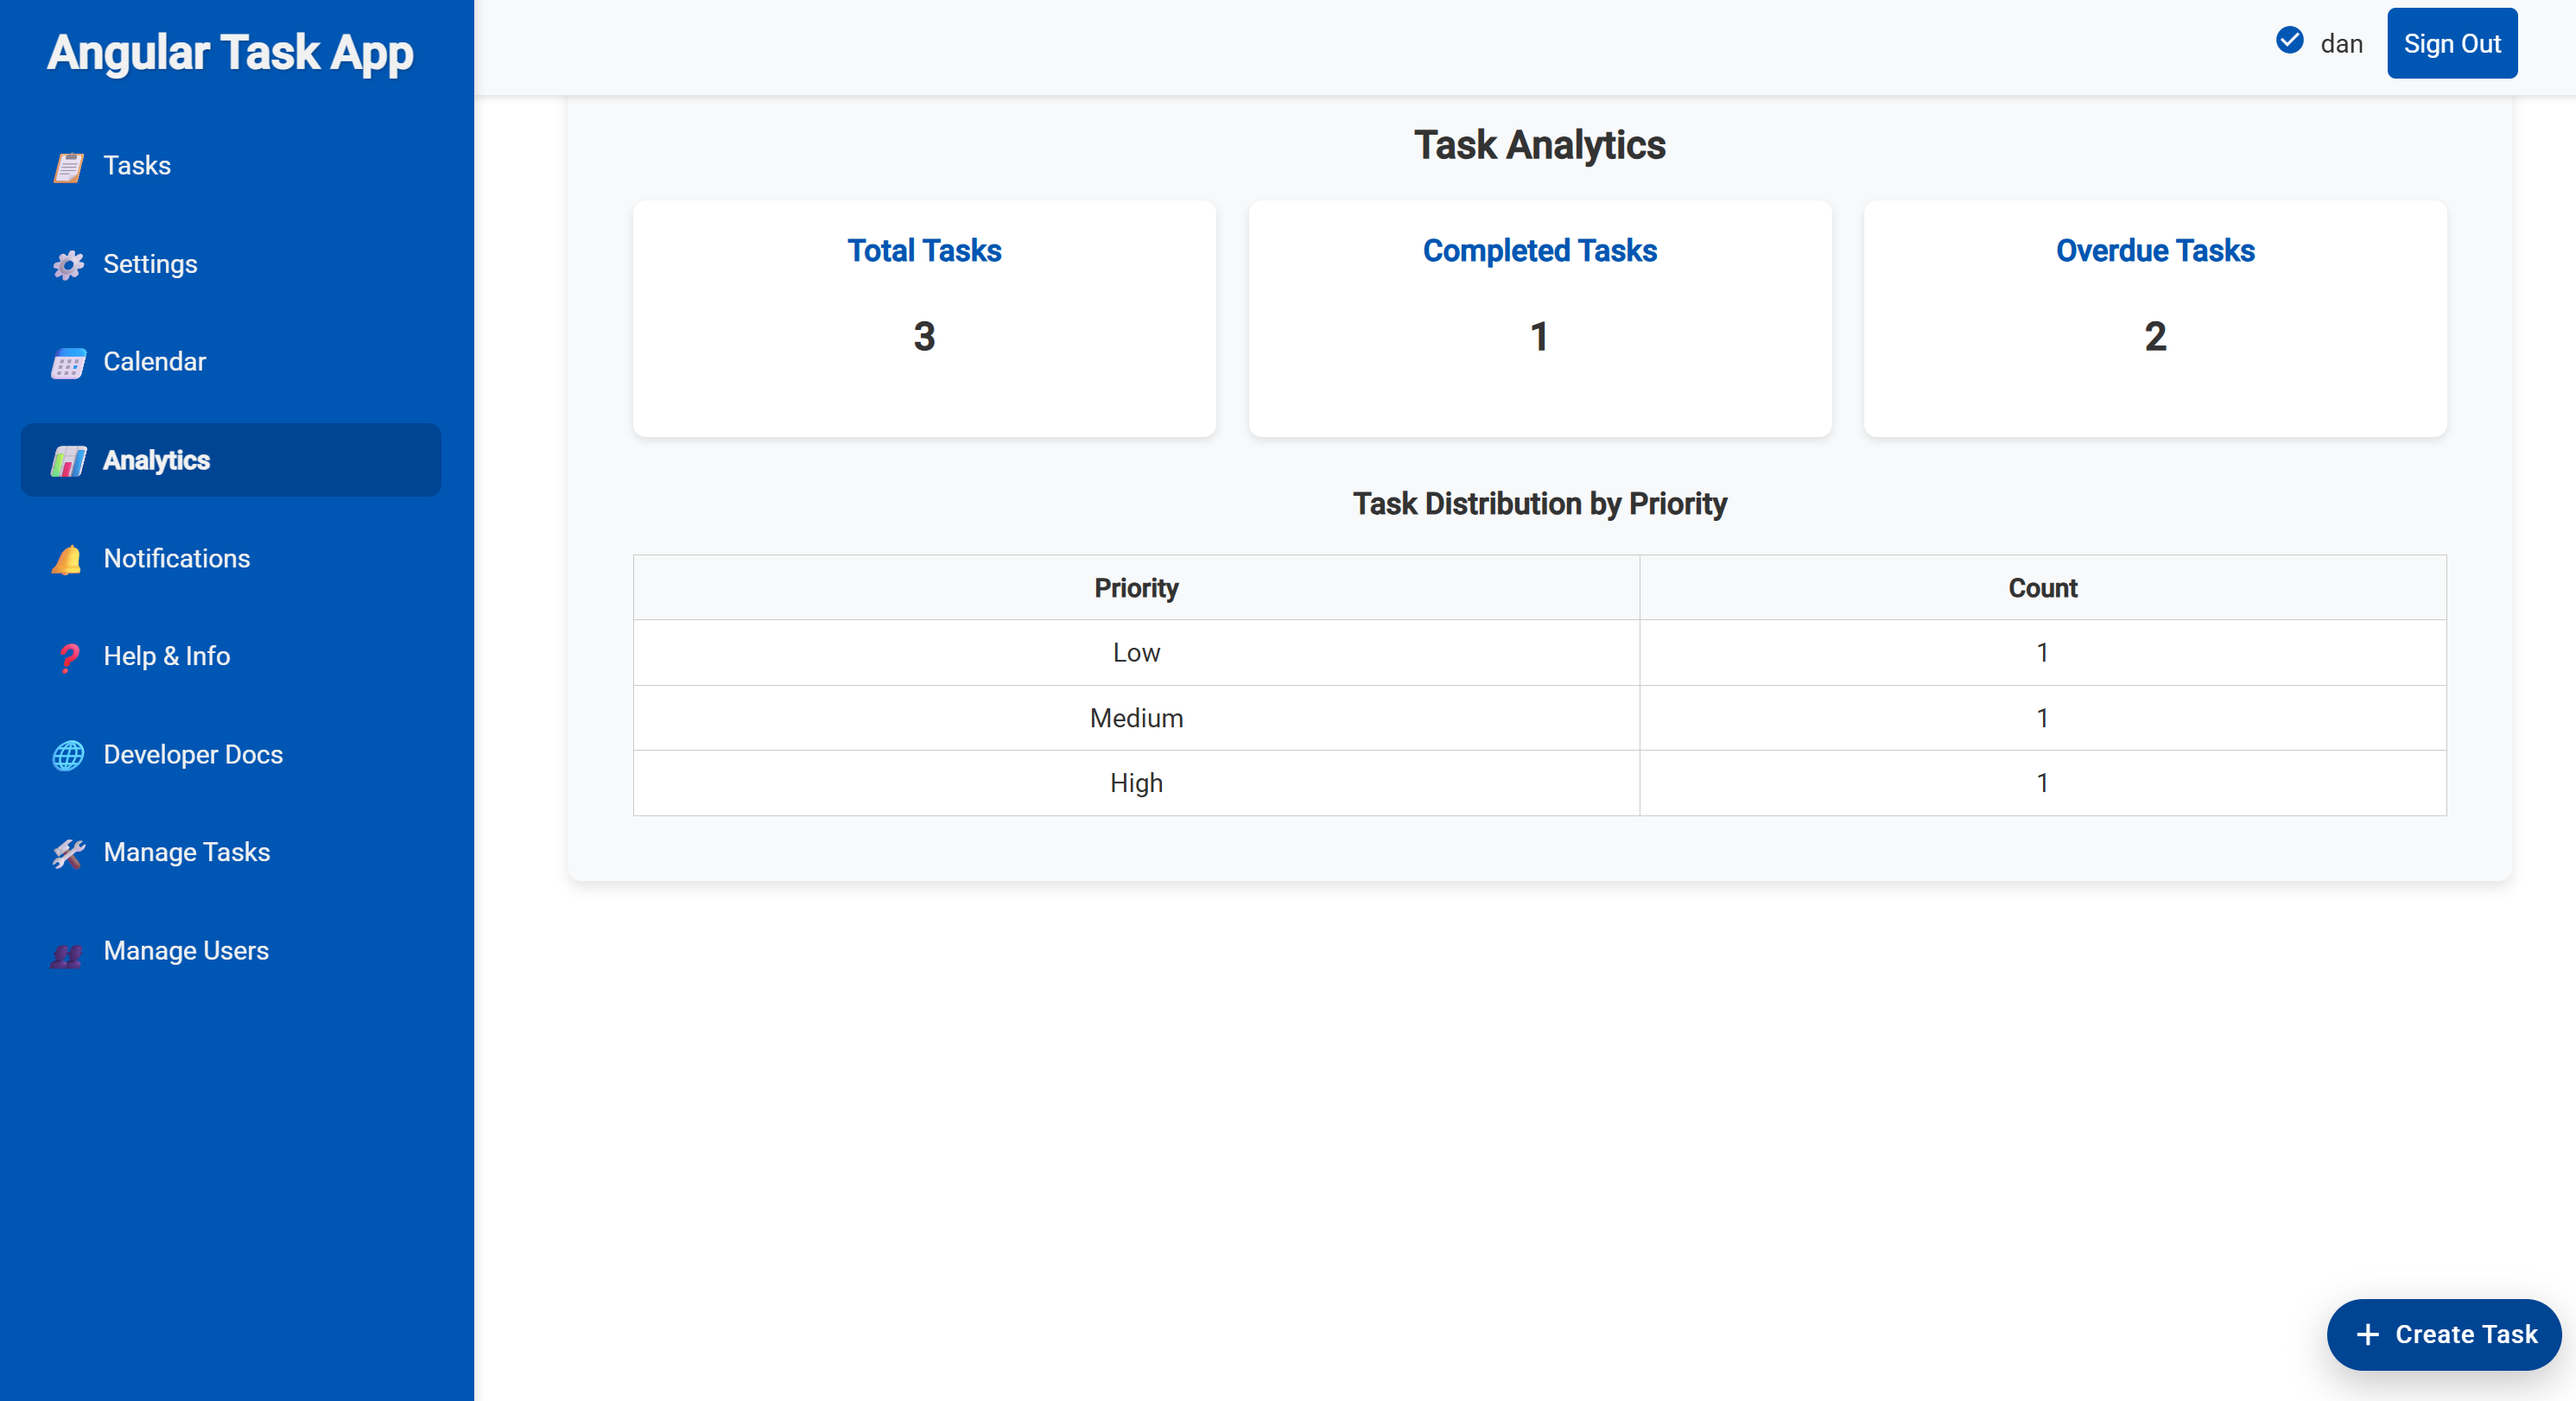 Angular Task App
dan
Sign Out
Tasks
Settings
Calendar
Analytics
Notifications
Help & Info
Developer Docs
Manage Tasks
Manage Users
Task Analytics
Total Tasks
3
Completed Tasks
1
Overdue Tasks
2
Task Distribution by Priority
Priority Count
Low 1
Medium 1
High 1
+ Create Task